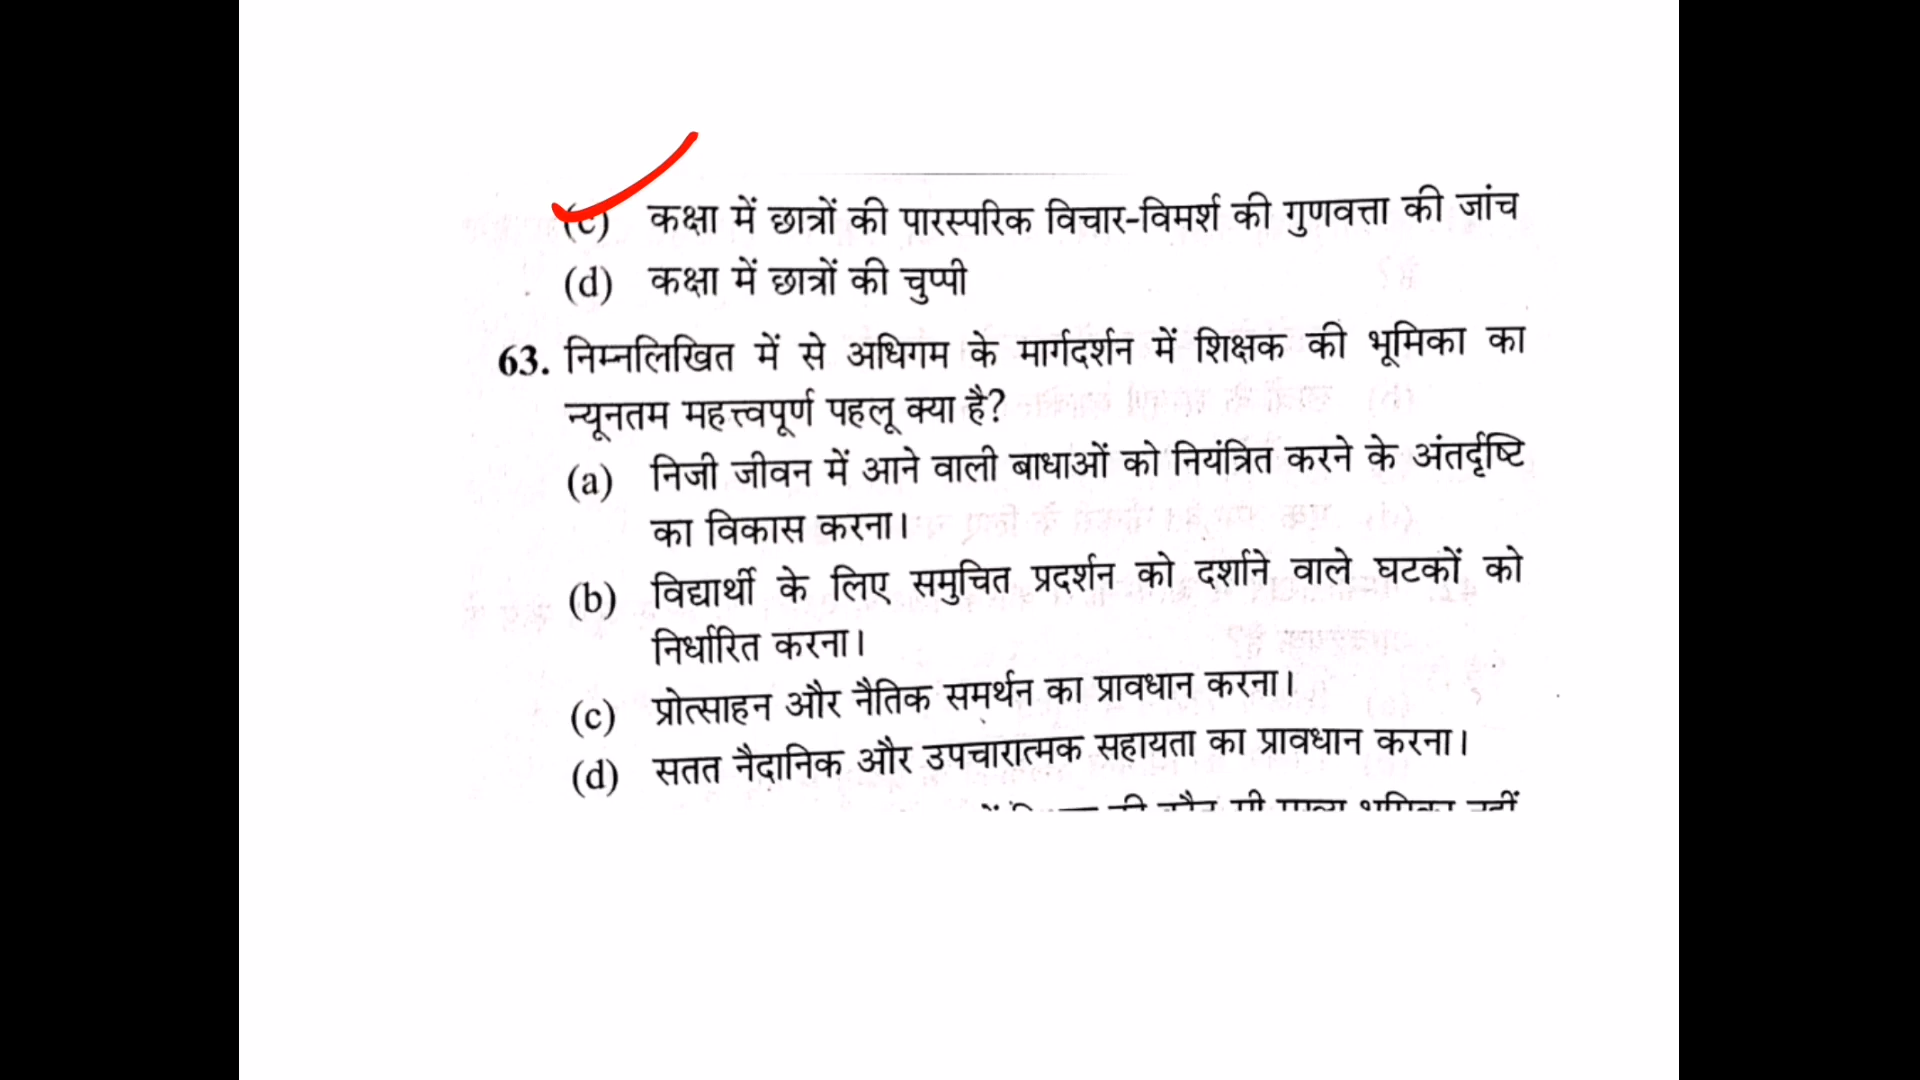 (c) कक्षा में छात्रों की पारस्परिक विचार-विमर्श की गुणवत्ता की जांच
(d) कक्षा में छात्रों की चुप्पी
63. निम्नलिखित में से अधिगम के मार्गदर्शन में शिक्षक की भूमिका का
न्यूनतम महत्त्वपूर्ण पहलू क्या है?
(a) निजी जीवन में आने वाली बाधाओं को नियंत्रित करने के अंतर्दृष्टि
का विकास करना।
(b) विद्यार्थी के लिए समुचित प्रदर्शन को दर्शाने वाले घटकों को
निर्धारित करना।
(c) प्रोत्साहन और नैतिक समर्थन का प्रावधान करना।
(d) सतत नैदानिक और उपचारात्मक सहायता का प्रावधान करना।